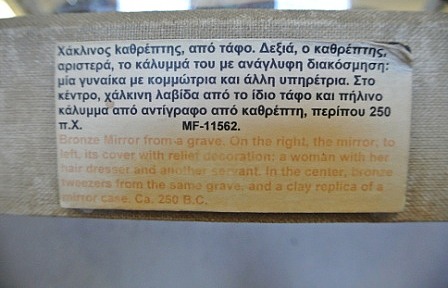 Χάκλινος καθρέπτης, από τάφο. Δεξιά, ο καθρέπτης,
αριστερά, το κάλυμμά του με ανάγλυφη διακόσμηση:
μία γυναίκα με κομμώτρια και άλλη υπηρέτρια. Στο
κέντρο, χάλκινη λαβίδα από το ίδιο τάφο και πήλινο
κάλυμμα από αντίγραφο από καθρέπτη, περίπου 250
π.Χ. MF-11562.
Bronze Mirror from a grave. On the right, the mirror; to
left, its cover with relief decoration: a woman with her
hair dresser and another servant. In the center, bronze
tweezers from the same grave, and a clay replica of a
mirror case. Ca. 250 B.C.